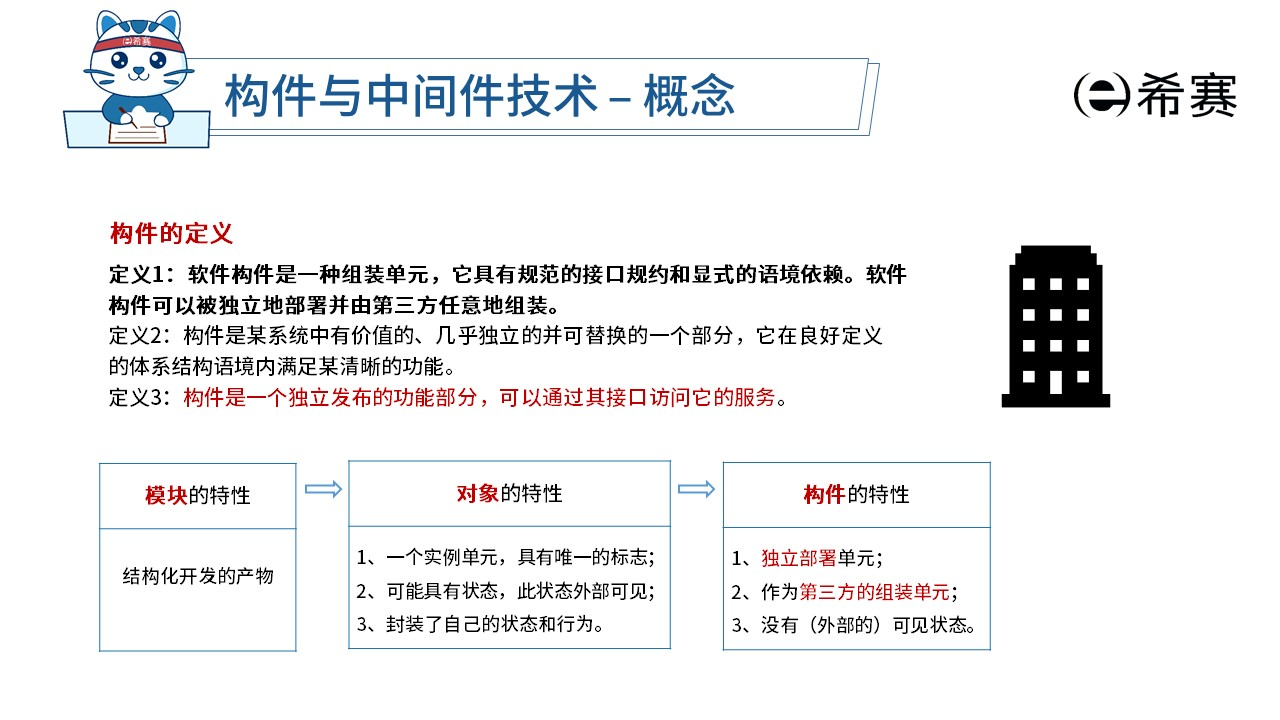 希赛
构件与中间件技术 – 概念
希赛
构件的定义
定义1：软件构件是一种组装单元，它具有规范的接口规约和显式的语境依赖。软件
构件可以被独立地部署并由第三方任意地组装。
定义2：构件是某系统中有价值的、几乎独立的并可替换的一个部分，它在良好定义
的体系结构语境内满足某清晰的功能。
定义3：构件是一个独立发布的功能部分，可以通过其接口访问它的服务。
模块的特性
结构化开发的产物
对象的特性
1、一个实例单元，具有唯一的标志；
2、可能具有状态，此状态外部可见；
3、封装了自己的状态和行为。
构件的特性
1、独立部署单元；
2、作为第三方的组装单元；
3、没有（外部的）可见状态。